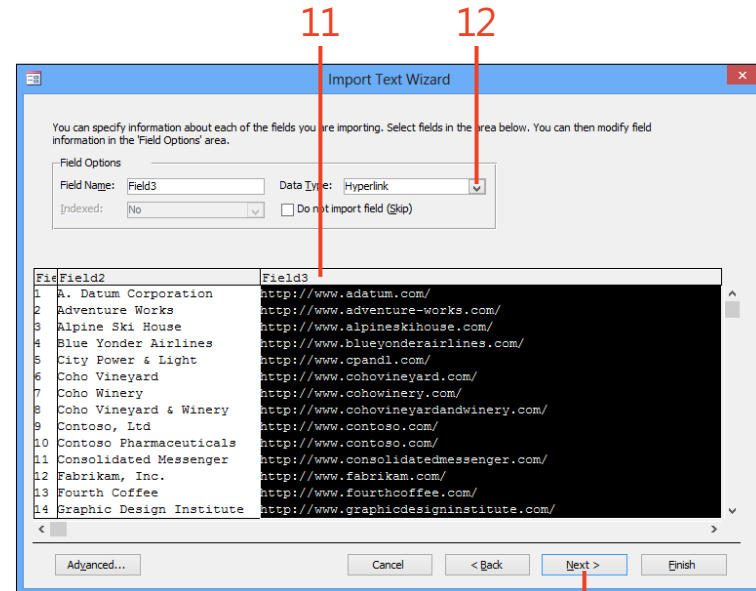 11 12
Import Text Wizard
You can specify information about each of the fields you are importing. Select fields in the area below. You can then modify field
information in the 'Field Options' area.
Field Options
Field Name: Field3 Data Type: Hyperlink
Indexed: No Do not import field (Skip)
Fie Field2 Field3
1 A. Datum Corporation http://www.adatum.com/
2 Adventure Works http://www.adventure-works.com/
3 Alpine Ski House http://www.alpineskihouse.com/
4 Blue Yonder Airlines http://www.blueyonderairlines.com/
5 City Power & Light http://www.cpandl.com/
6 Coho Vineyard http://www.cohovineyard.com/
7 Coho Winery http://www.cohowinery.com/
8 Coho Vineyard & Winery http://www.cohovineyardandwinery.com/
9 Contoso, Ltd http://www.contoso.com/
10 Contoso Pharmaceuticals http://www.contoso.com/
11 Consolidated Messenger http://www.consolidatedmessenger.com/
12 Fabrikam, Inc. http://www.fabrikam.com/
13 Fourth Coffee http://www.fourthcoffee.com/
14 Graphic Design Institute http://www.graphicdesigninstitute.com/
Advanced... Cancel < Back Next > Finish